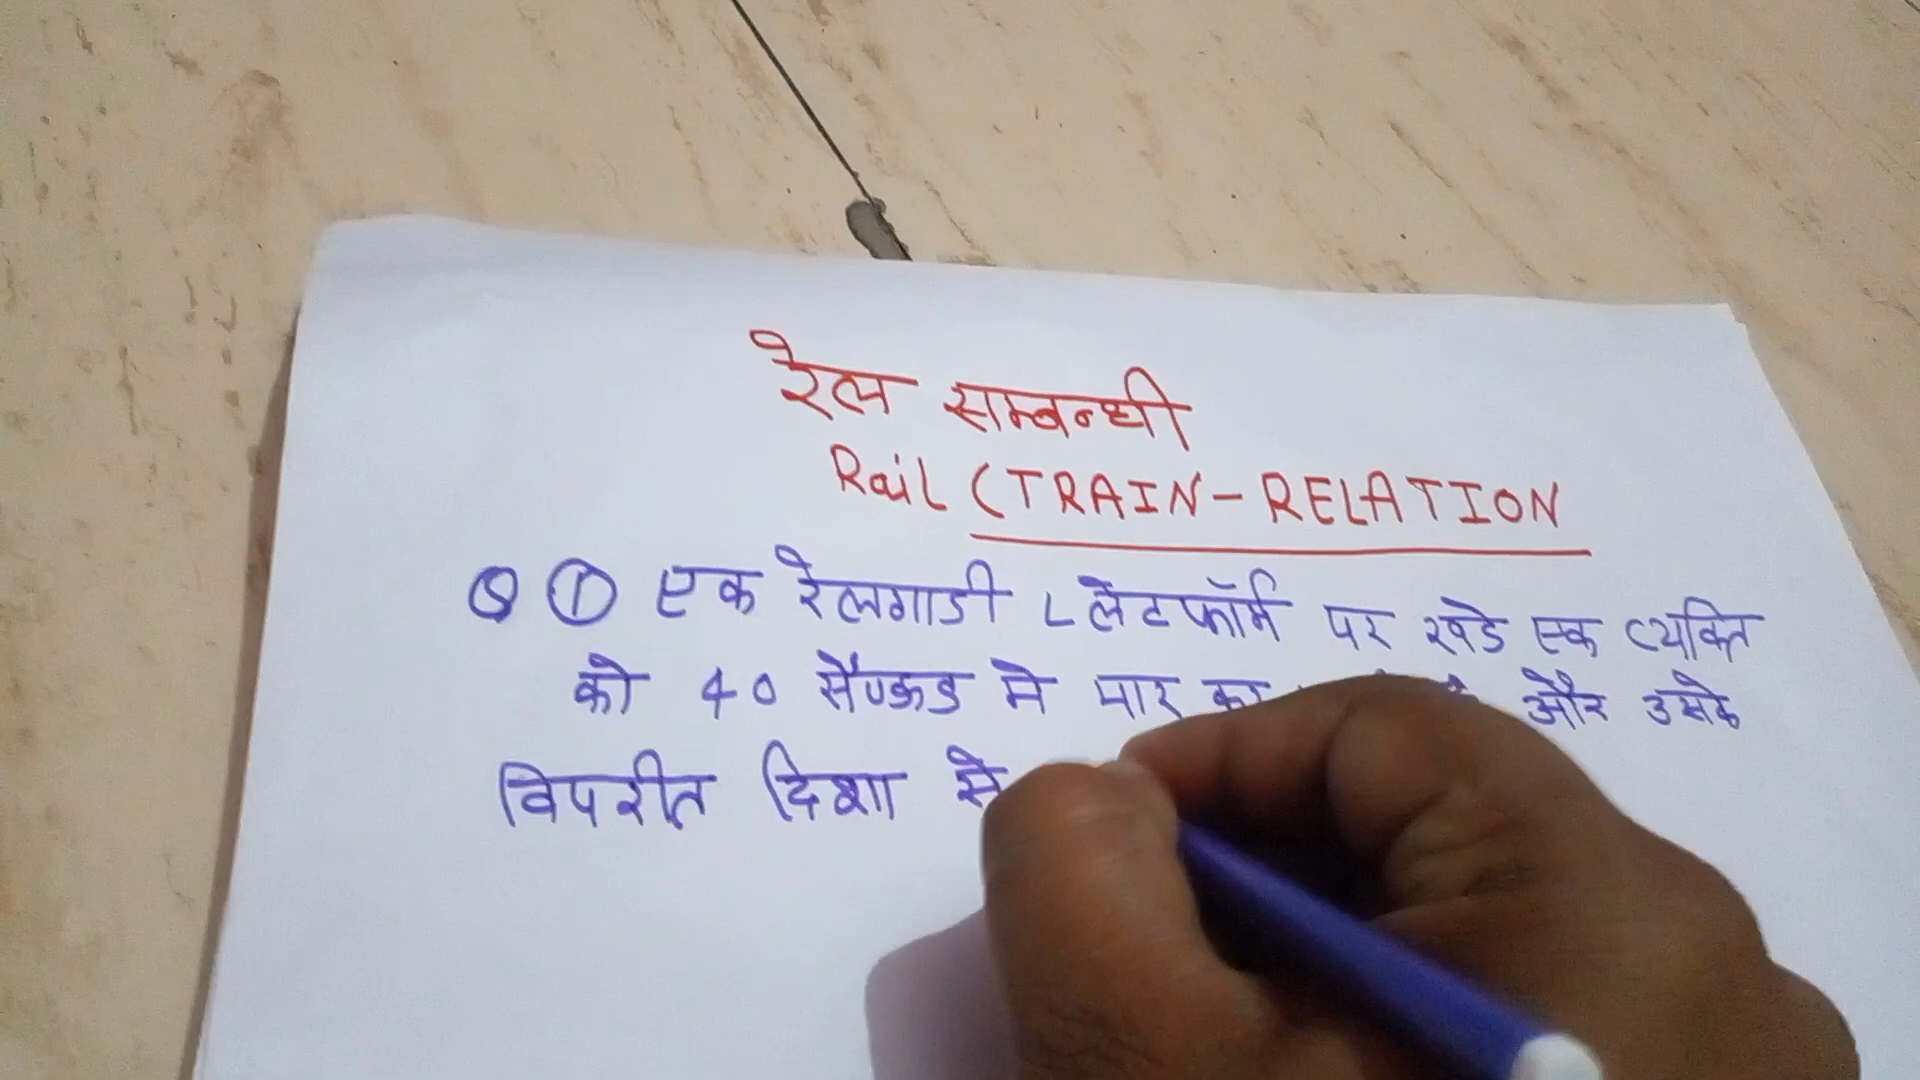 रेल सम्बन्धी
Rail (TRAIN-RELATION
Q ① एक रेलगाडी प्लेटफॉर्म पर खडे एक व्यक्ति
को 40 सैण्कड मे पार और उसके
विपरीत दिशा से